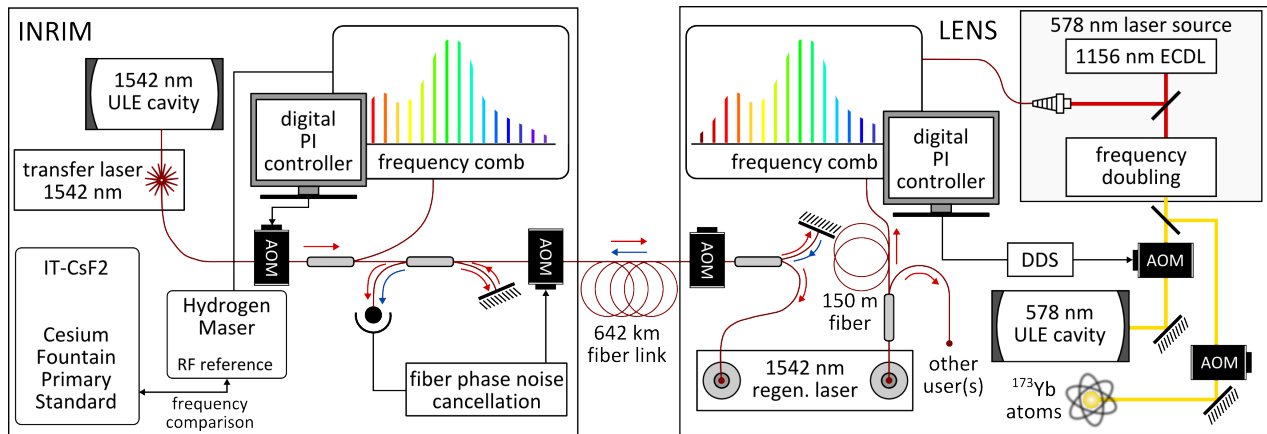 INRIM
1542 nm
ULE cavity
transfer laser
1542 nm
IT-CsF2
Cesium
Fountain
Primary
Standard
Hydrogen
Maser
RF reference
frequency
comparison
digital
PI
controller
frequency comb
AOM
AOM
fiber phase noise
cancellation
642 km
fiber link
LENS
frequency comb
digital
PI
controller
AOM
150 m
fiber
1542 nm
regen. laser
other
user(s)
578 nm laser source
1156 nm ECDL
frequency
doubling
DDS
AOM
578 nm
ULE cavity
AOM
¹⁷³Yb
atoms